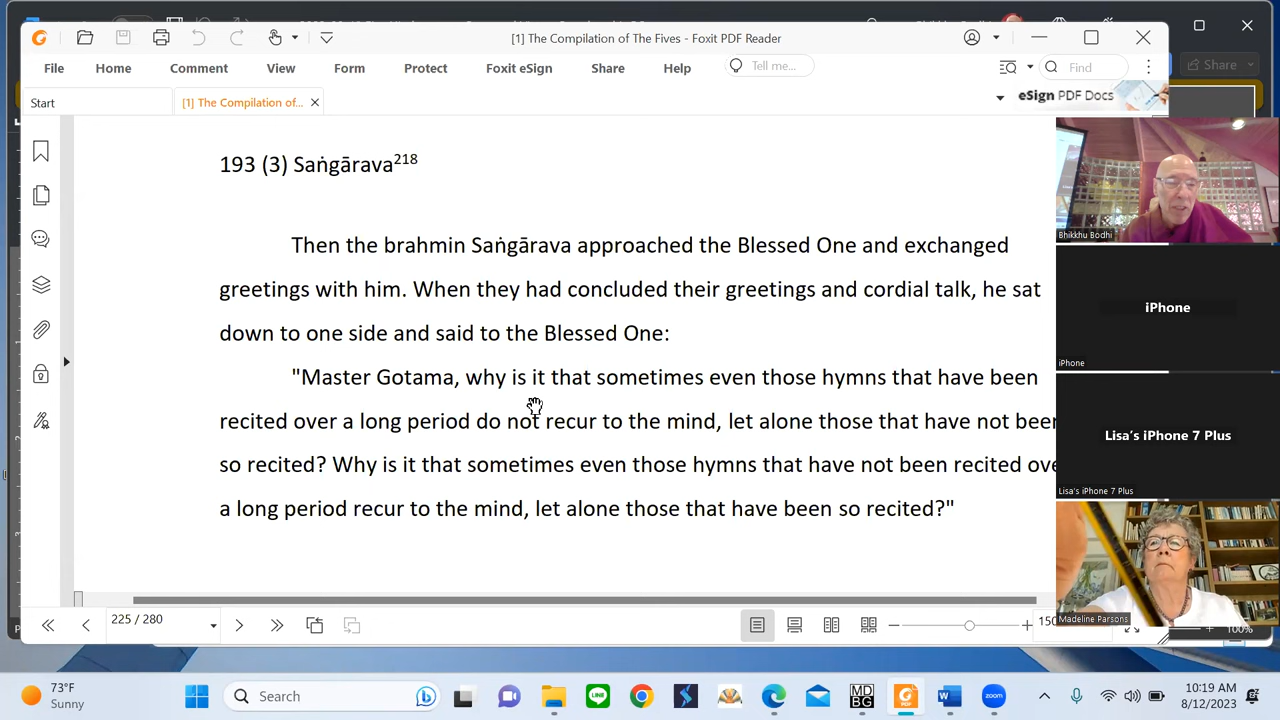 [1] The Compilation of The Fives - Foxit PDF Reader
File Home Comment View Form Protect Foxit eSign Share Help Tell me... Find
Share
Start [1] The Compilation of... eSign PDF Docs
193 (3) Saṅgārava218
Then the brahmin Saṅgārava approached the Blessed One and exchanged
greetings with him. When they had concluded their greetings and cordial talk, he sat
down to one side and said to the Blessed One:
"Master Gotama, why is it that sometimes even those hymns that have been
recited over a long period do not recur to the mind, let alone those that have not been
so recited? Why is it that sometimes even those hymns that have not been recited ove
a long period recur to the mind, let alone those that have been so recited?"
Bhikkhu Bodhi
iPhone
iPhone
Lisa's iPhone 7 Plus
Lisa's iPhone 7 Plus
Madeline Parsons
225 / 280
150
100%
73°F
Sunny
Search
LINE
MD
BG
PDF
W
zoom
10:19 AM
8/12/2023